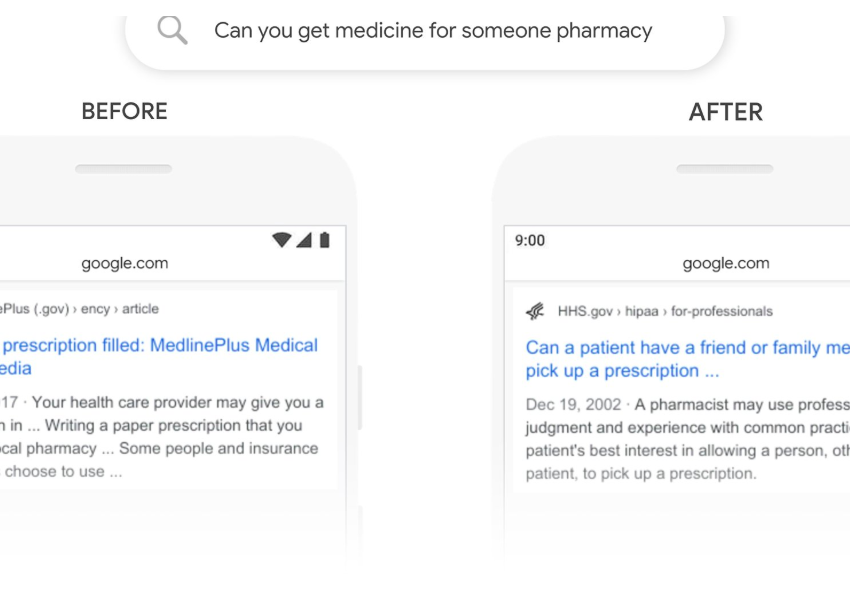 Can you get medicine for someone pharmacy
BEFORE
google.com
ePlus (.gov) › ency › article
prescription filled: MedlinePlus Medical
edia
17 · Your health care provider may give you a
n in ... Writing a paper prescription that you
ocal pharmacy ... Some people and insurance
choose to use ...
AFTER
9:00
google.com
HHS.gov › hipaa › for-professionals
Can a patient have a friend or family me
pick up a prescription ...
Dec 19, 2002 · A pharmacist may use profess
judgment and experience with common practi
patient's best interest in allowing a person, oth
patient, to pick up a prescription.